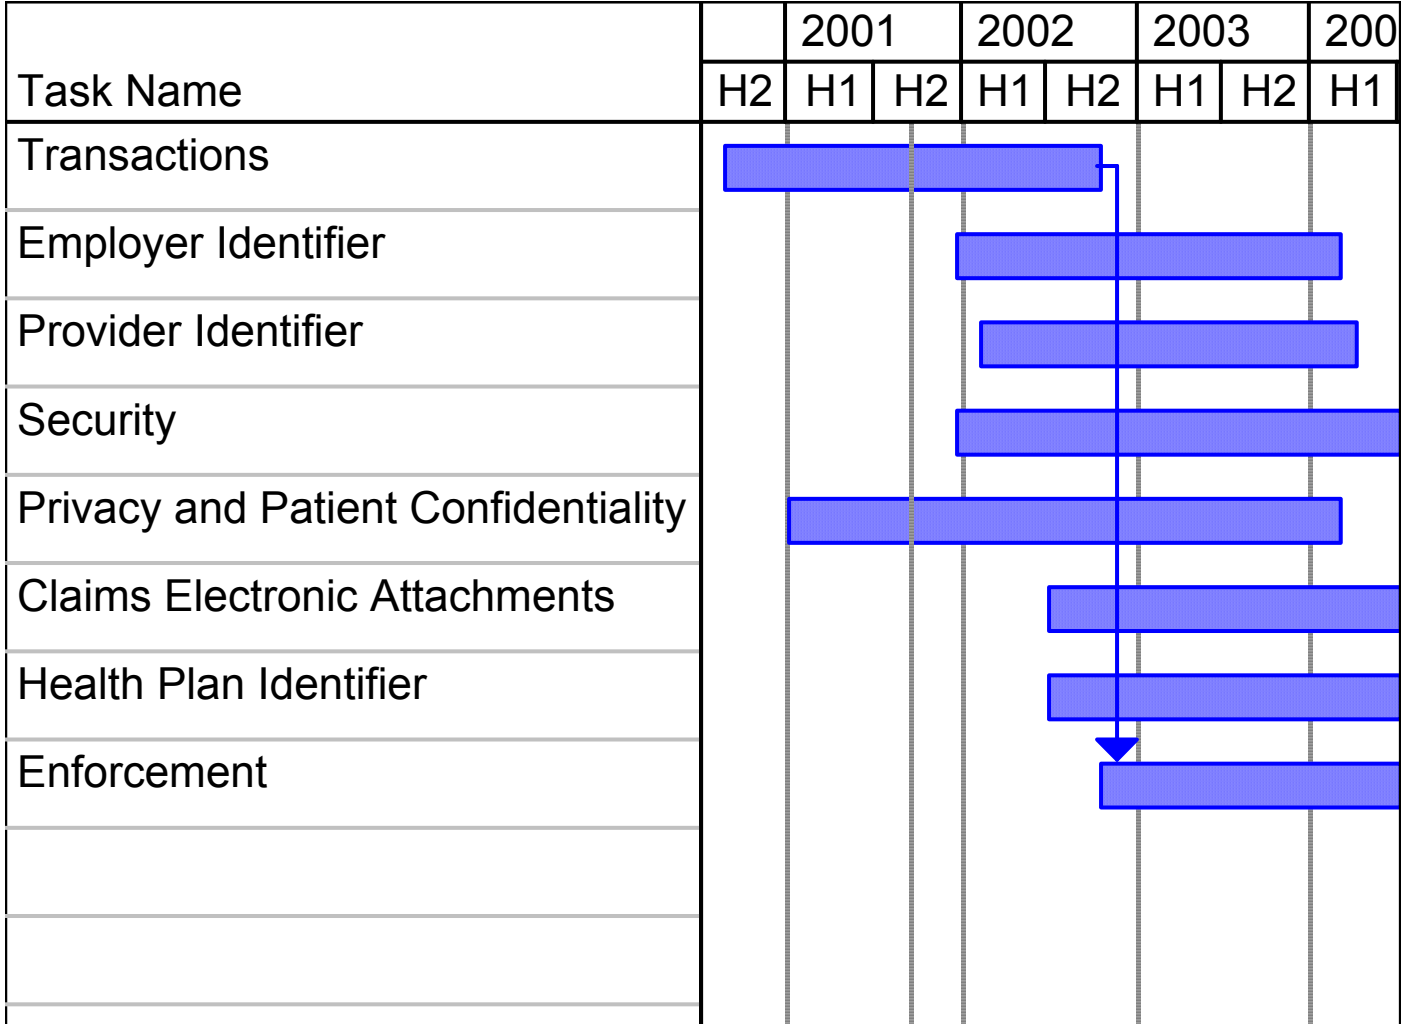 2001 2002 2003 200
Task Name H2 H1 H2 H1 H2 H1 H2 H1
Transactions
Employer Identifier
Provider Identifier
Security
Privacy and Patient Confidentiality
Claims Electronic Attachments
Health Plan Identifier
Enforcement